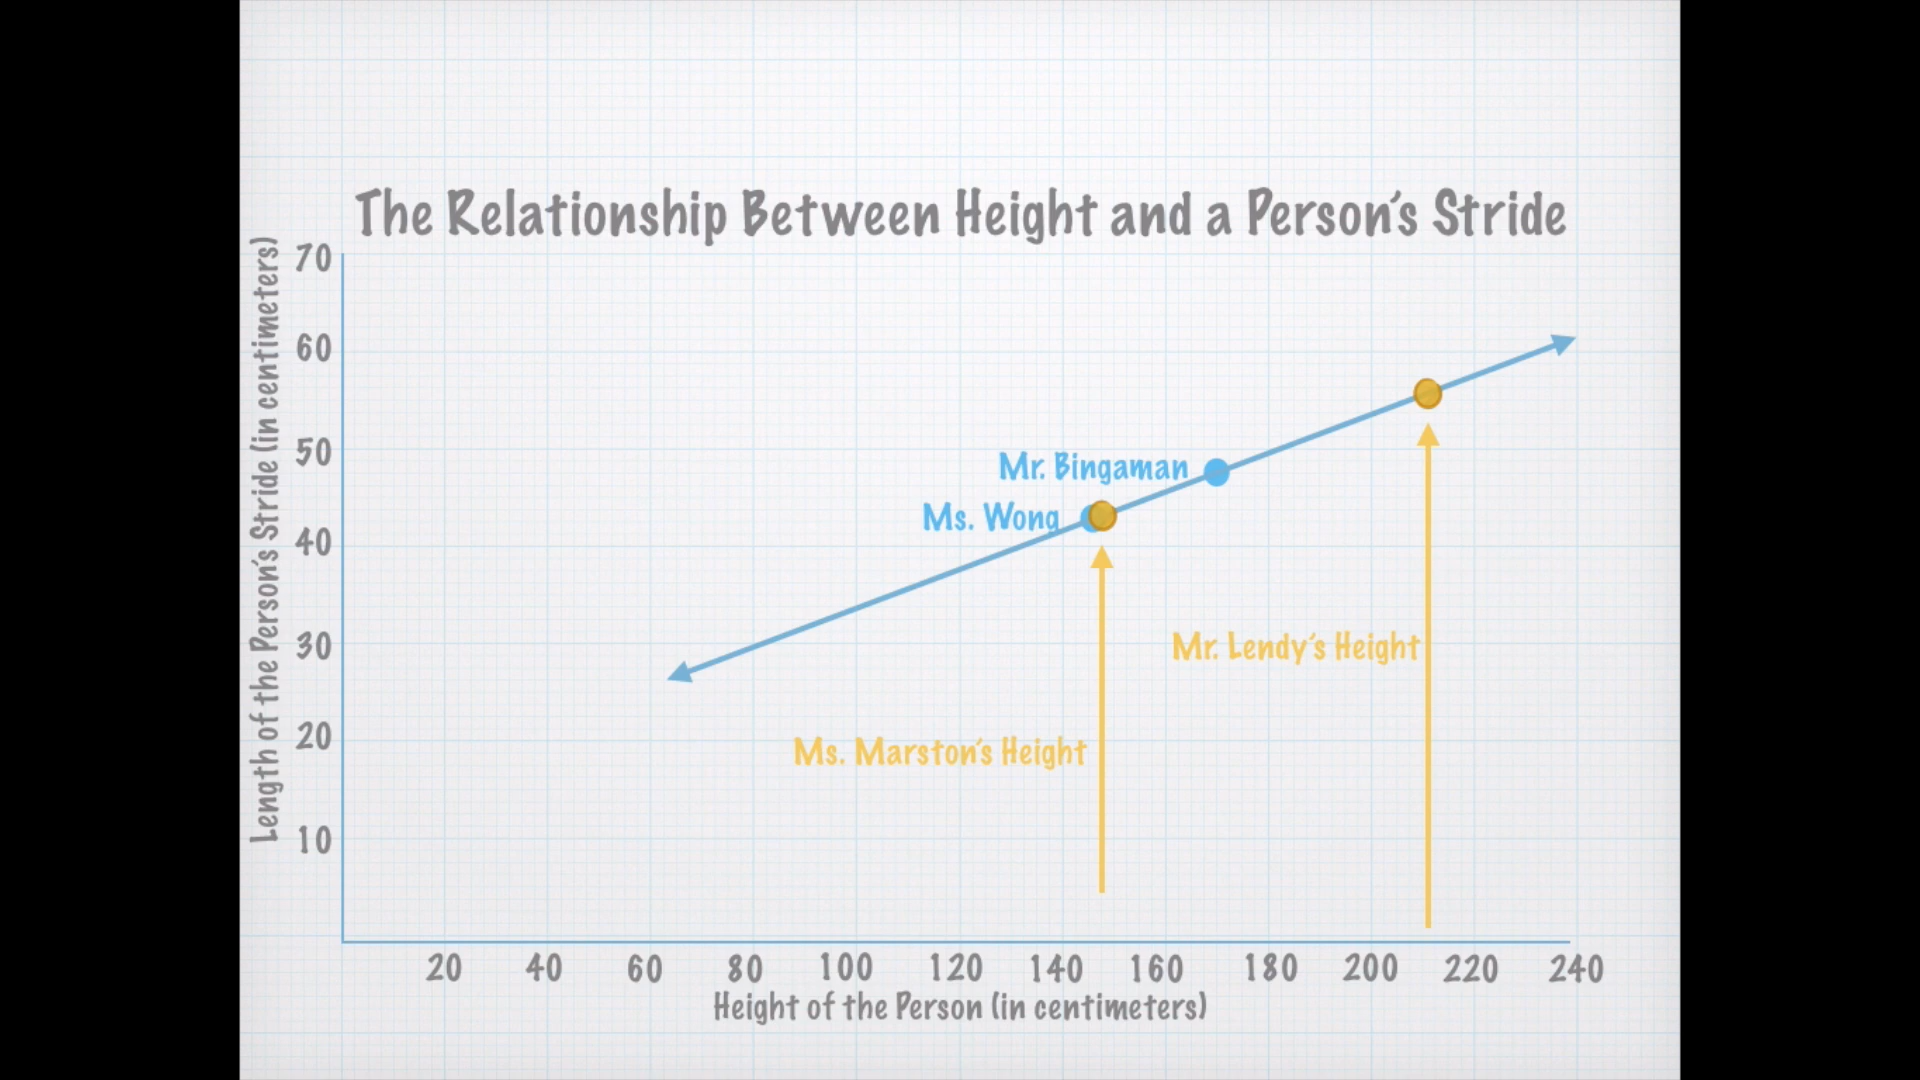 The Relationship Between Height and a Person's Stride
Length of the Person's Stride (in centimeters)
70
60
50
40
30
20
10
Mr. Bingaman
Ms. Wong
Mr. Lendy's Height
Ms. Marston's Height
20 40 60 80 100 120 140 160 180 200 220 240
Height of the Person (in centimeters)